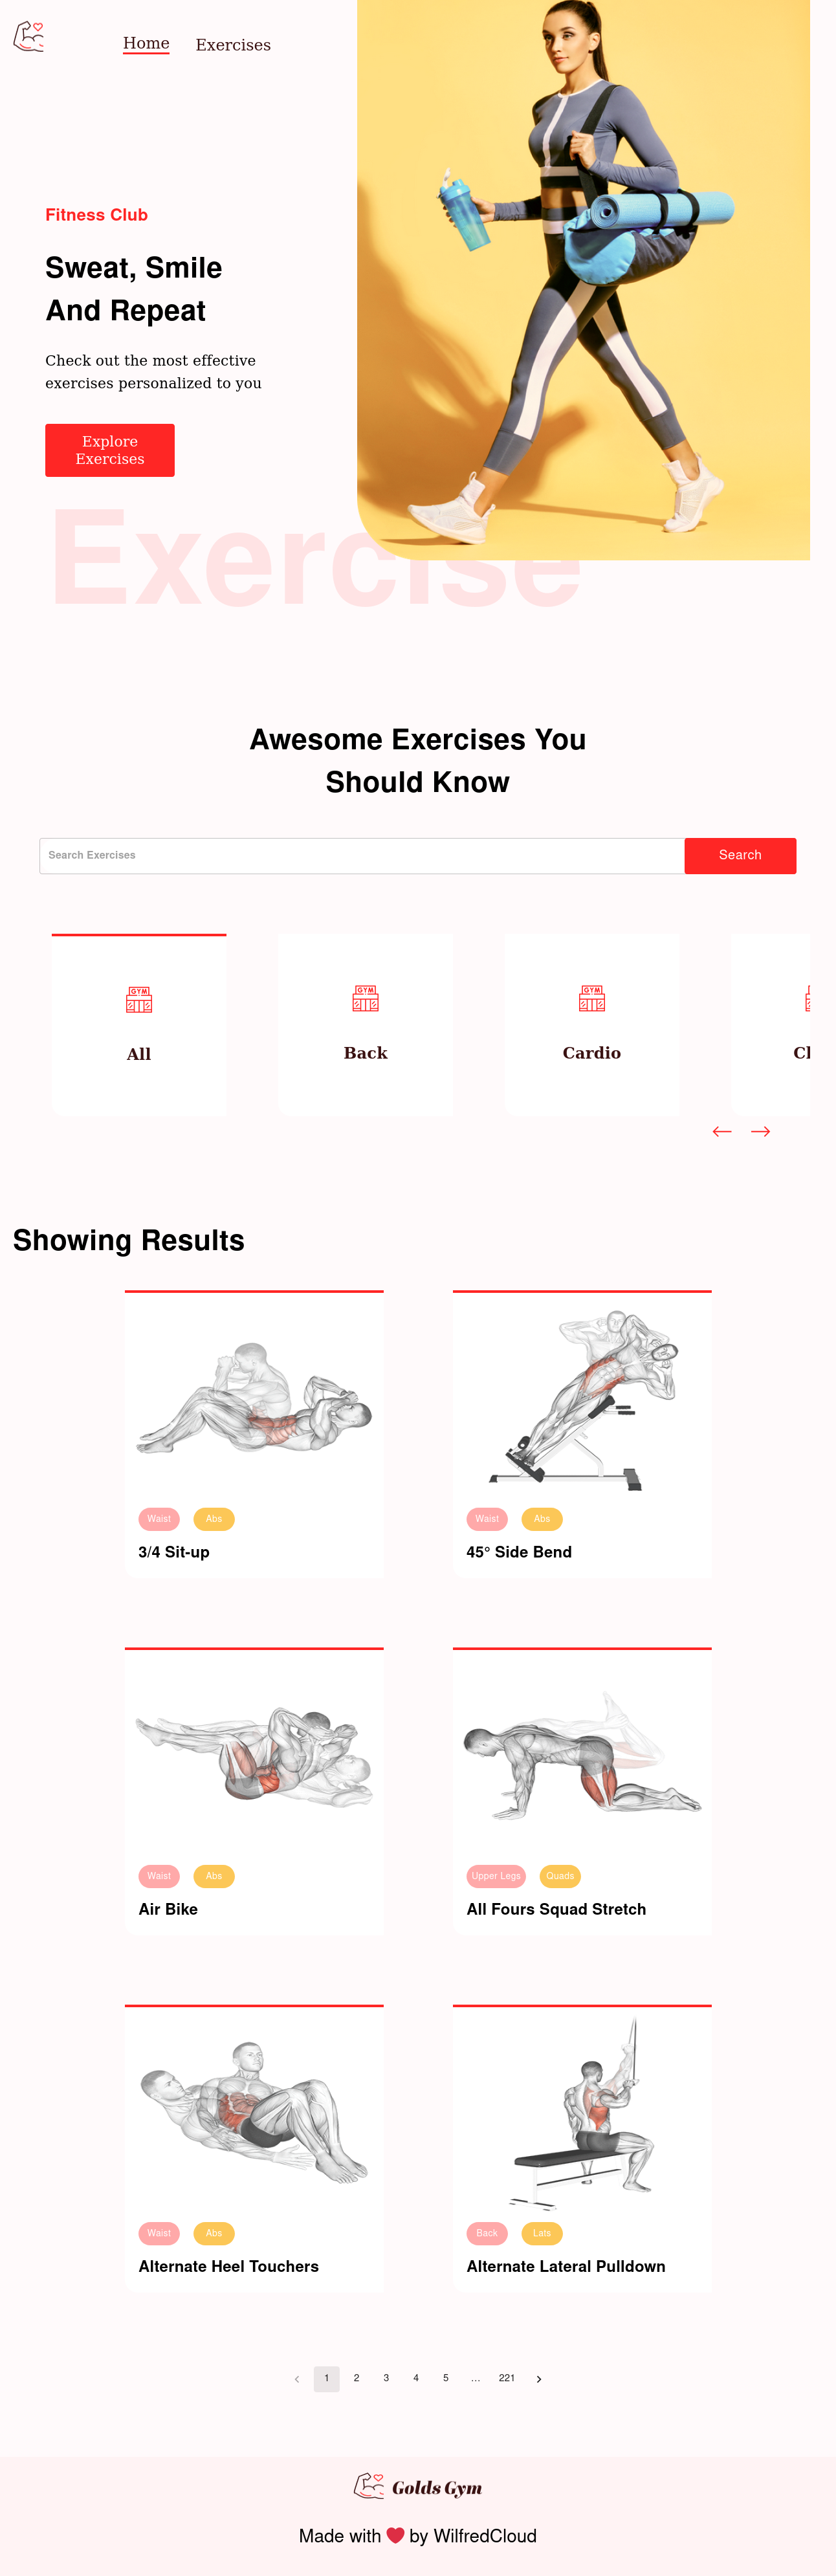 Home Exercises
Fitness Club
Sweat, Smile
And Repeat
Check out the most effective
exercises personalized to you
Explore
Exercises
Exercise
Awesome Exercises You
Should Know
Search Exercises Search
GYM GYM GYM
All Back Cardio
Showing Results
Waist Abs Waist Abs
3/4 Sit-up 45° Side Bend
Waist Abs Upper Legs Quads
Air Bike All Fours Squad Stretch
Waist Abs Back Lats
Alternate Heel Touchers Alternate Lateral Pulldown
1 2 3 4 5 … 221
Golds Gym
Made with ❤️ by WilfredCloud